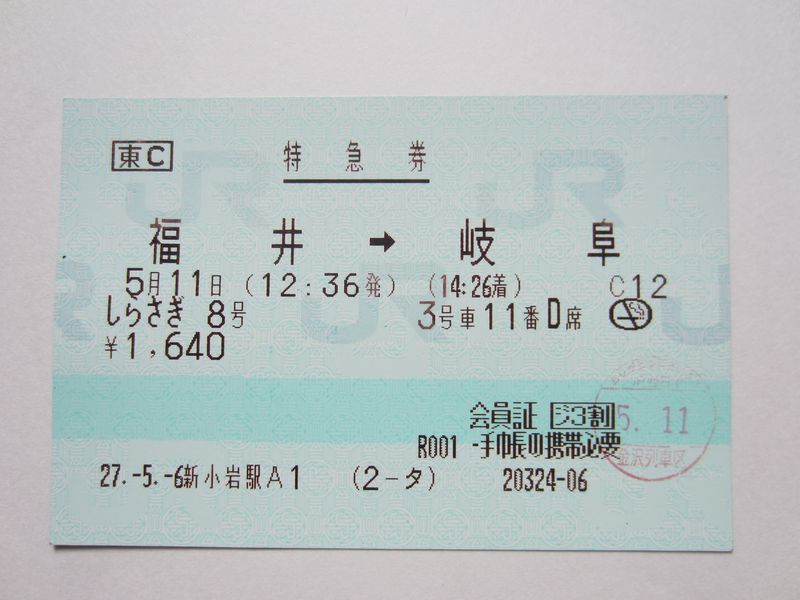 東C 特急券
福井 → 岐阜
5月11日 (12:36発) (14:26着) C12
しらさぎ 8号 3号車11番D席
¥1,640
会員証 ジ3割 5.11
R001 -手帳の携帯必要 金沢列車区
27.-5.-6新小岩駅A1 (2-タ) 20324-06